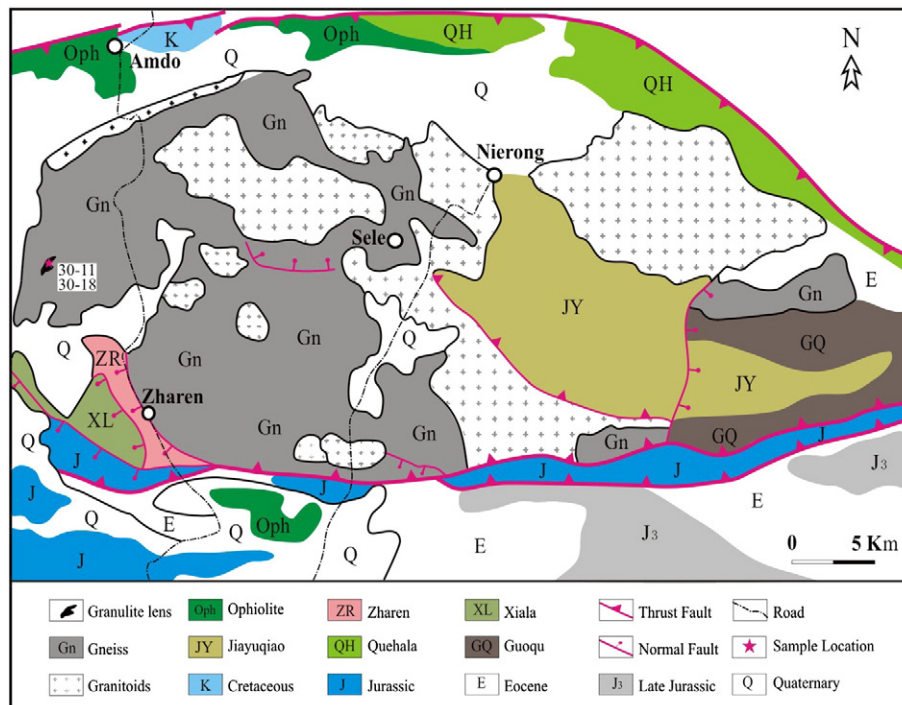 K
Oph
QH
N
Oph
Amdo
Q
Q
QH
Gn
Nierong
Gn
Gn
Sele
30-11
30-18
E
Gn
JY
Gn
Q
Q
GQ
ZR
Gn
JY
Zharen
XL
Gn
Gn
Gn
GQ
J
Q
J
J
J
J3
J
J
Q
E
Q
Oph
E
J3
E
J
Q
0 5 Km
Granulite lens
Oph Ophiolite
ZR Zharen
XL Xiala
Thrust Fault
Road
Gn Gneiss
JY Jiayuqiao
QH Quehala
GQ Guoqu
Normal Fault
Sample Location
Granitoids
K Cretaceous
J Jurassic
E Eocene
J3 Late Jurassic
Q Quaternary